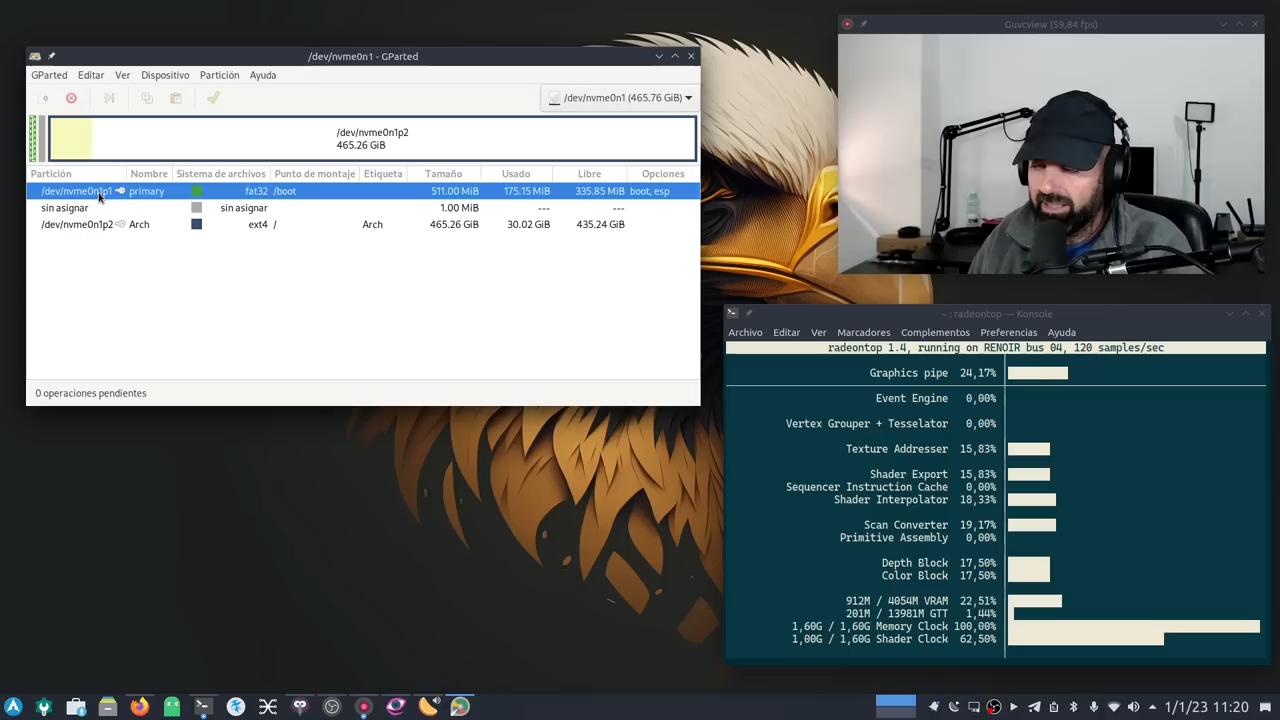 /dev/nvme0n1 - GParted
GParted Editar Ver Dispositivo Partición Ayuda
/dev/nvme0n1 (465.76 GiB)
/dev/nvme0n1p2
465.26 GiB
Partición Nombre Sistema de archivos Punto de montaje Etiqueta Tamaño Usado Libre Opciones
/dev/nvme0n1p1 primary fat32 /boot 511.00 MiB 175.15 MiB 335.85 MiB boot, esp
sin asignar sin asignar 1.00 MiB --- ---
/dev/nvme0n1p2 Arch ext4 / Arch 465.26 GiB 30.02 GiB 435.24 GiB
0 operaciones pendientes
Guvcview (59,84 fps)
~ : radeontop — Konsole
Archivo Editar Ver Marcadores Complementos Preferencias Ayuda
radeontop 1.4, running on RENOIR bus 04, 120 samples/sec
Graphics pipe 24,17%
Event Engine 0,00%
Vertex Grouper + Tesselator 0,00%
Texture Addresser 15,83%
Shader Export 15,83%
Sequencer Instruction Cache 0,00%
Shader Interpolator 18,33%
Scan Converter 19,17%
Primitive Assembly 0,00%
Depth Block 17,50%
Color Block 17,50%
912M / 4054M VRAM 22,51%
201M / 13981M GTT 1,44%
1,60G / 1,60G Memory Clock 100,00%
1,00G / 1,60G Shader Clock 62,50%
1/1/23 11:20